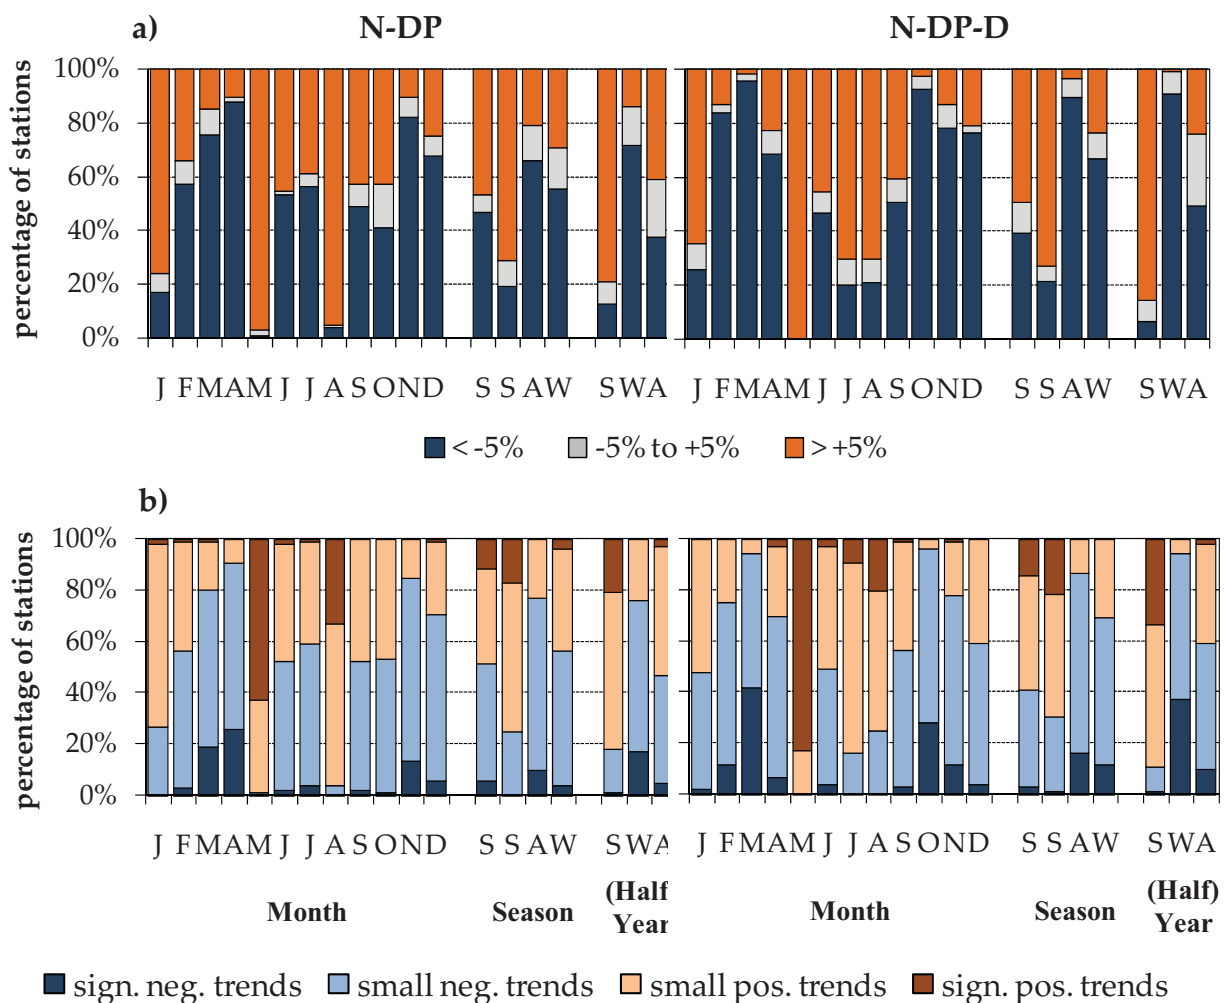 a) N-DP N-DP-D
percentage of stations
100% 80% 60% 40% 20% 0%
J F M A M J J A S O N D S S A W S W A J F M A M J J A S O N D S S A W S W A
< -5% -5% to +5% > +5%
b)
percentage of stations
100% 80% 60% 40% 20% 0%
J F M A M J J A S O N D S S A W S W A J F M A M J J A S O N D S S A W S W A
Month Season (Half Year Month Season (Half) Year
sign. neg. trends small neg. trends small pos. trends sign. pos. trends